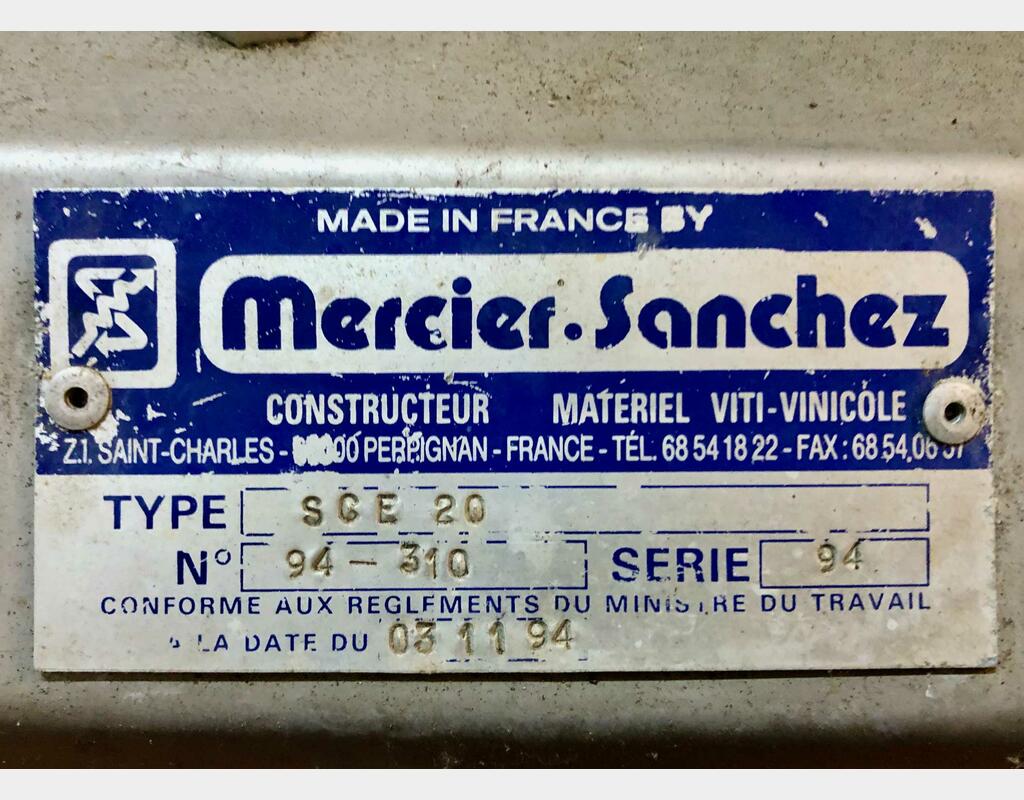 MADE IN FRANCE BY
Mercier.Sanchez
CONSTRUCTEUR MATERIEL VITI-VINICOLE
Z.I. SAINT-CHARLES - PERPIGNAN - FRANCE - TÉL. 68 54 18 22 - FAX : 68 54.06
TYPE SCE 20
N° 94-310 SERIE 94
CONFORME AUX REGLEMENTS DU MINISTRE DU TRAVAIL
A LA DATE DU 03 11 94